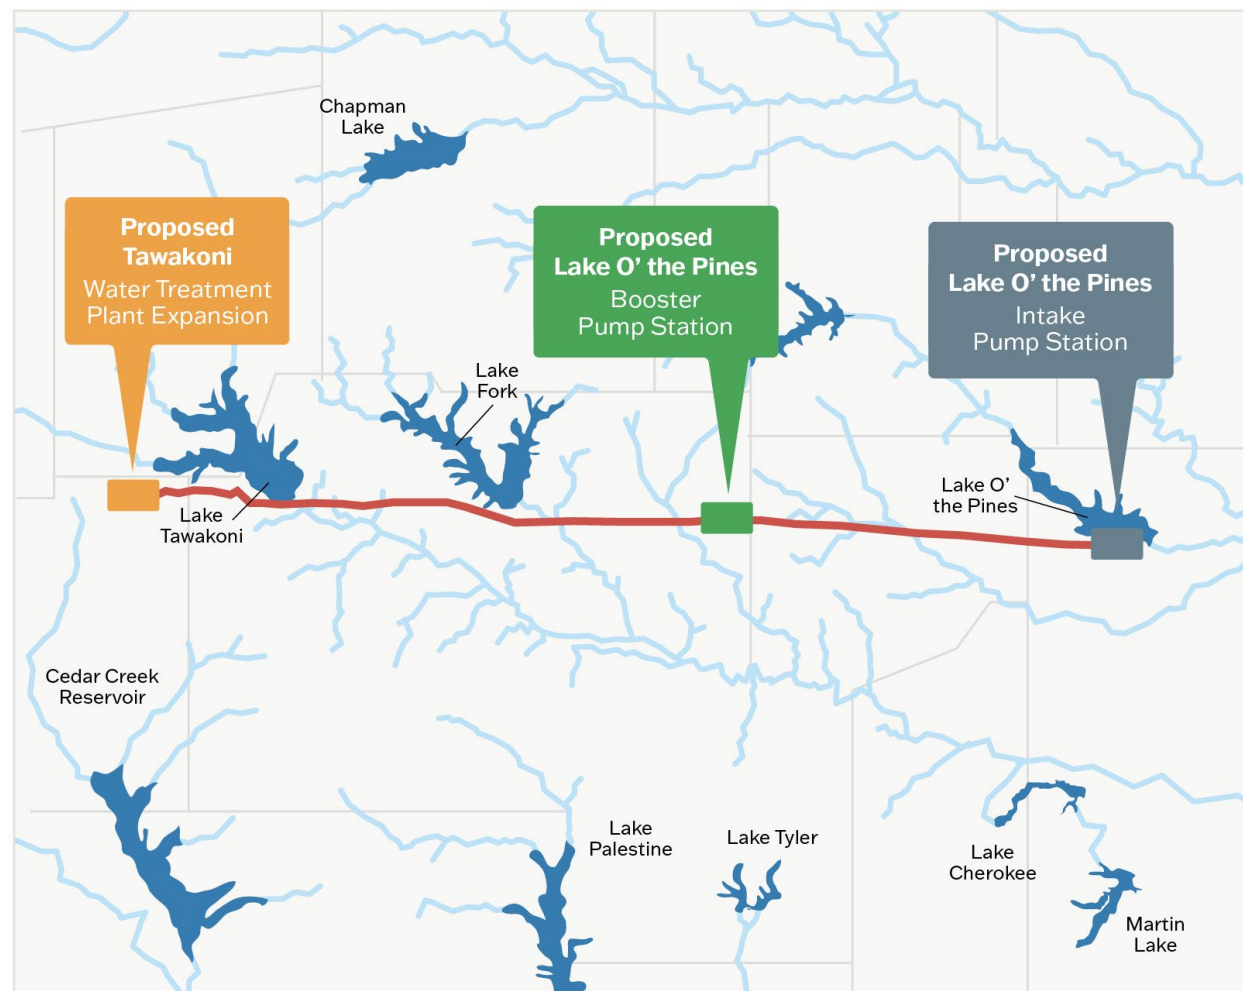 Chapman
Lake
Proposed
Tawakoni
Water Treatment
Plant Expansion
Proposed
Lake O’ the Pines
Booster
Pump Station
Proposed
Lake O’ the Pines
Intake
Pump Station
Lake
Fork
Lake
Tawakoni
Lake O’
the Pines
Cedar Creek
Reservoir
Lake
Palestine
Lake Tyler
Lake
Cherokee
Martin
Lake